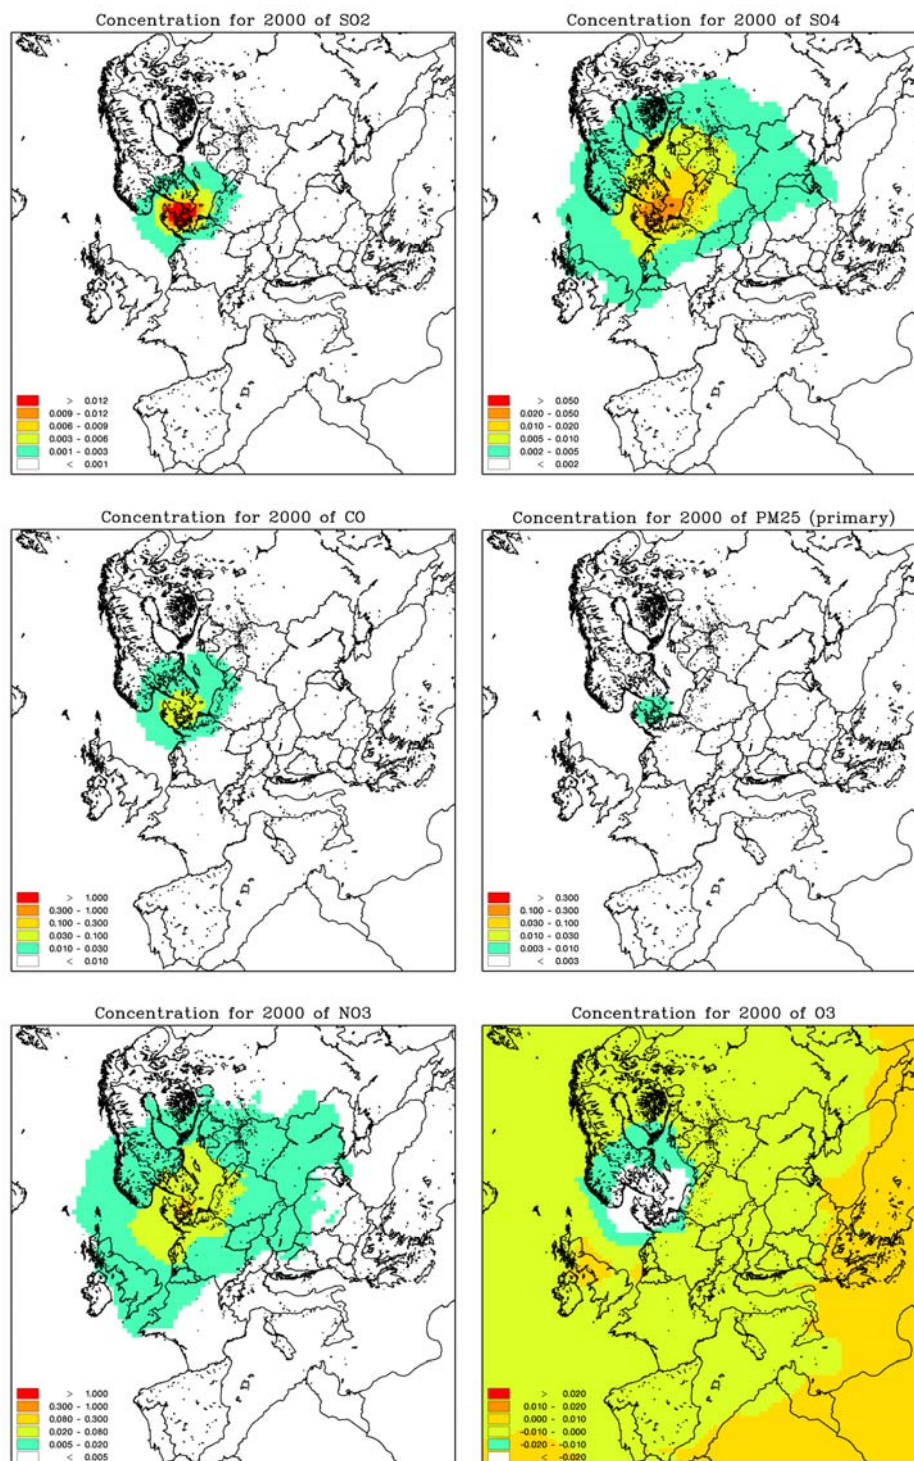 Concentration for 2000 of SO2
> 0.012
0.009 - 0.012
0.006 - 0.009
0.003 - 0.006
0.001 - 0.003
< 0.001
Concentration for 2000 of SO4
> 0.050
0.020 - 0.050
0.010 - 0.020
0.005 - 0.010
0.002 - 0.005
< 0.002
Concentration for 2000 of CO
> 1.000
0.300 - 1.000
0.100 - 0.300
0.030 - 0.100
0.010 - 0.030
< 0.010
Concentration for 2000 of PM25 (primary)
> 0.300
0.100 - 0.300
0.030 - 0.100
0.010 - 0.030
0.003 - 0.010
< 0.003
Concentration for 2000 of NO3
> 1.000
0.300 - 1.000
0.080 - 0.300
0.020 - 0.080
0.005 - 0.020
< 0.005
Concentration for 2000 of O3
> 0.020
0.010 - 0.020
0.000 - 0.010
-0.010 - 0.000
-0.020 - -0.010
< -0.020